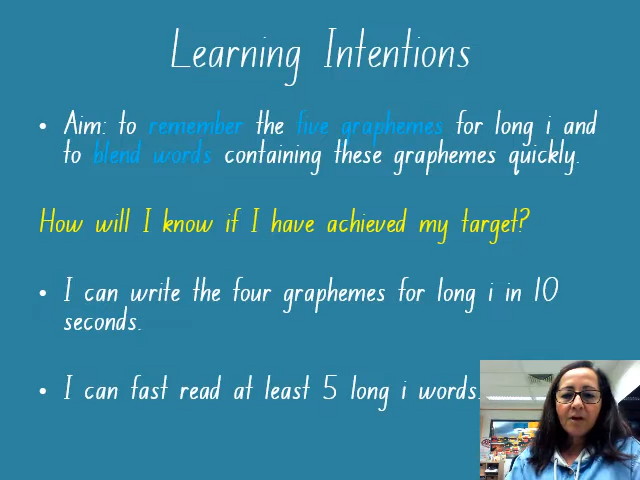 Learning Intentions
• Aim: to remember the five graphemes for long i and
to blend words containing these graphemes quickly.
How will I know if I have achieved my target?
• I can write the four graphemes for long i in 10
seconds.
• I can fast read at least 5 long i words.